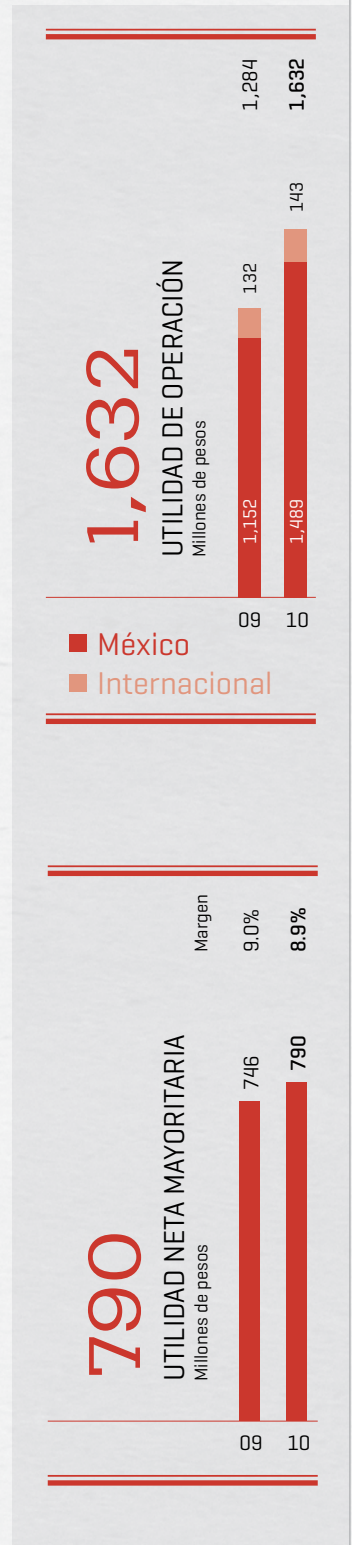 790
UTILIDAD NETA MAYORITARIA
Millones de pesos
Margen
09 746 9.0%
10 790 8.9%
1,632
UTILIDAD DE OPERACIÓN
Millones de pesos
09 1,152 132 1,284
10 1,489 143 1,632
México
Internacional